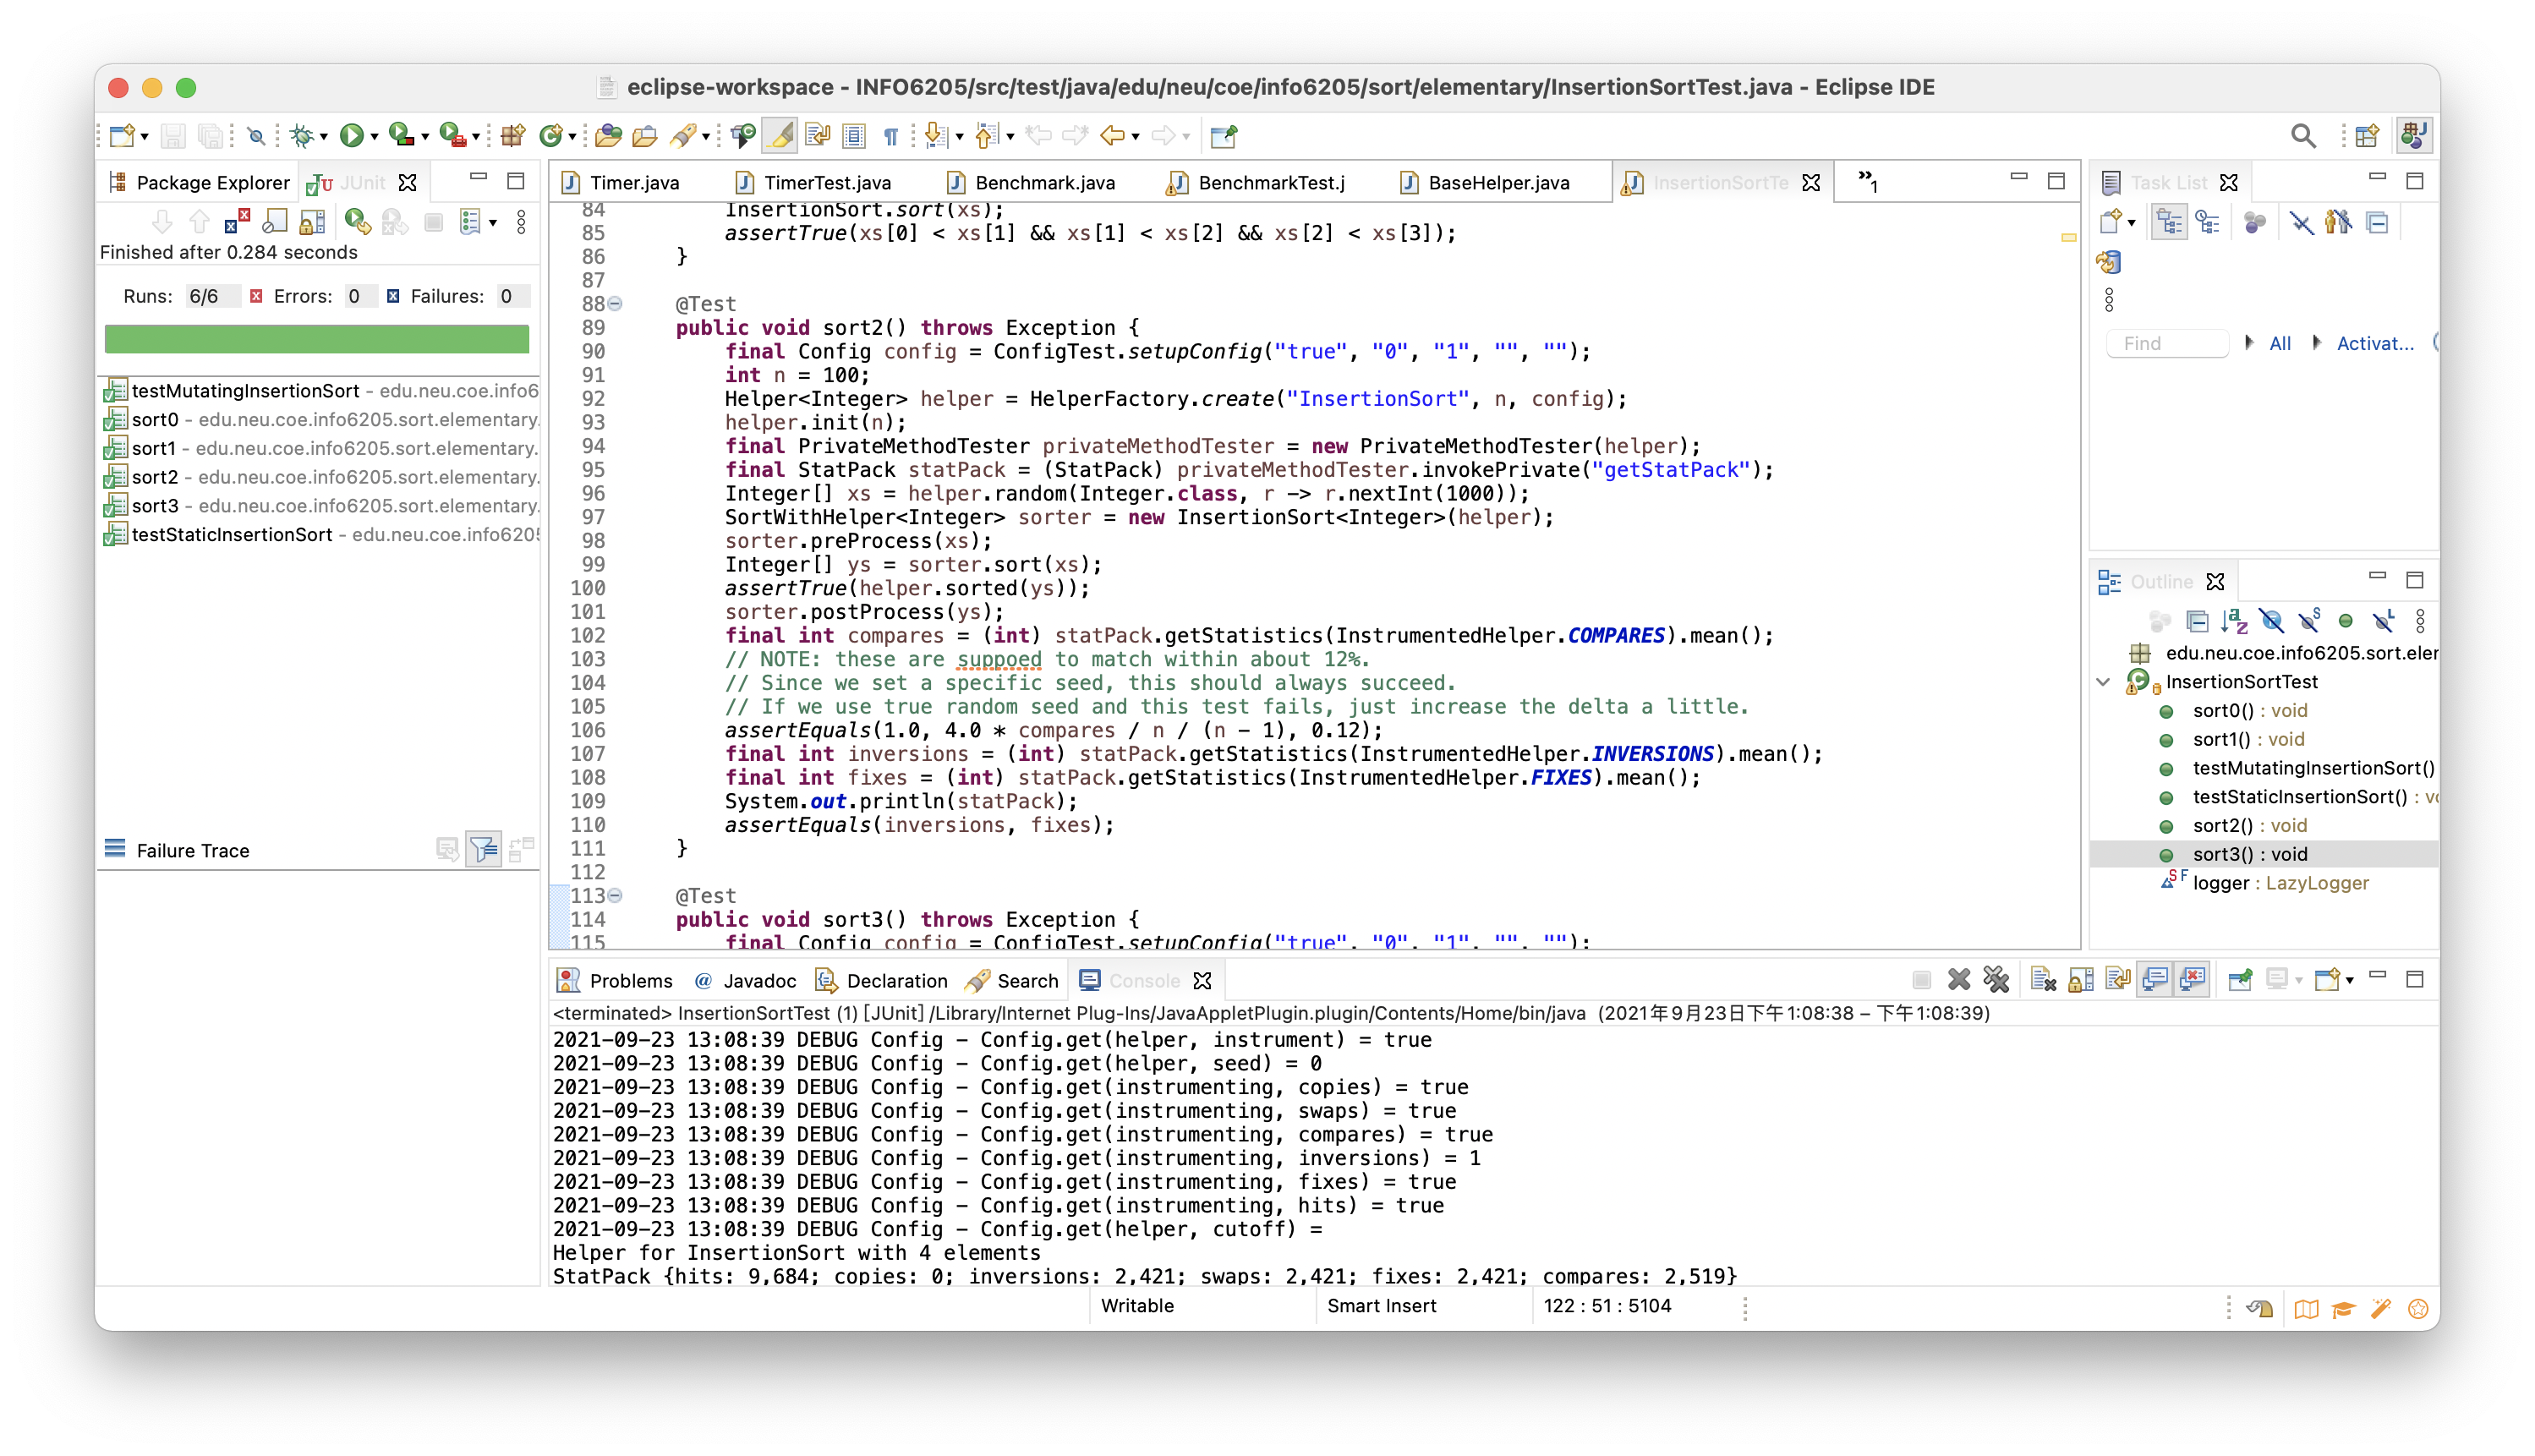 eclipse-workspace - INFO6205/src/test/java/edu/neu/coe/info6205/sort/elementary/InsertionSortTest.java - Eclipse IDE
Package Explorer
JUnit
Finished after 0.284 seconds
Runs: 6/6 Errors: 0 Failures: 0
testMutatingInsertionSort - edu.neu.coe.info6
sort0 - edu.neu.coe.info6205.sort.elementary.
sort1 - edu.neu.coe.info6205.sort.elementary.
sort2 - edu.neu.coe.info6205.sort.elementary.
sort3 - edu.neu.coe.info6205.sort.elementary.
testStaticInsertionSort - edu.neu.coe.info620
Failure Trace
Timer.java TimerTest.java Benchmark.java BenchmarkTest.j BaseHelper.java InsertionSortTe »1
84 InsertionSort.sort(xs);
85 assertTrue(xs[0] < xs[1] && xs[1] < xs[2] && xs[2] < xs[3]);
86 }
87
88 @Test
89 public void sort2() throws Exception {
90 final Config config = ConfigTest.setupConfig("true", "0", "1", "", "");
91 int n = 100;
92 Helper<Integer> helper = HelperFactory.create("InsertionSort", n, config);
93 helper.init(n);
94 final PrivateMethodTester privateMethodTester = new PrivateMethodTester(helper);
95 final StatPack statPack = (StatPack) privateMethodTester.invokePrivate("getStatPack");
96 Integer[] xs = helper.random(Integer.class, r -> r.nextInt(1000));
97 SortWithHelper<Integer> sorter = new InsertionSort<Integer>(helper);
98 sorter.preProcess(xs);
99 Integer[] ys = sorter.sort(xs);
100 assertTrue(helper.sorted(ys));
101 sorter.postProcess(ys);
102 final int compares = (int) statPack.getStatistics(InstrumentedHelper.COMPARES).mean();
103 // NOTE: these are suppoed to match within about 12%.
104 // Since we set a specific seed, this should always succeed.
105 // If we use true random seed and this test fails, just increase the delta a little.
106 assertEquals(1.0, 4.0 * compares / n / (n - 1), 0.12);
107 final int inversions = (int) statPack.getStatistics(InstrumentedHelper.INVERSIONS).mean();
108 final int fixes = (int) statPack.getStatistics(InstrumentedHelper.FIXES).mean();
109 System.out.println(statPack);
110 assertEquals(inversions, fixes);
111 }
112
113 @Test
114 public void sort3() throws Exception {
115 final Config config = ConfigTest.setupConfig("true", "0", "1", "", "");
Task List
Find All Activat...
Outline
edu.neu.coe.info6205.sort.eler
InsertionSortTest
sort0() : void
sort1() : void
testMutatingInsertionSort()
testStaticInsertionSort() : vo
sort2() : void
sort3() : void
logger : LazyLogger
Problems @ Javadoc Declaration Search Console
<terminated> InsertionSortTest (1) [JUnit] /Library/Internet Plug-Ins/JavaAppletPlugin.plugin/Contents/Home/bin/java (2021年9月23日下午1:08:38 – 下午1:08:39)
2021-09-23 13:08:39 DEBUG Config - Config.get(helper, instrument) = true
2021-09-23 13:08:39 DEBUG Config - Config.get(helper, seed) = 0
2021-09-23 13:08:39 DEBUG Config - Config.get(instrumenting, copies) = true
2021-09-23 13:08:39 DEBUG Config - Config.get(instrumenting, swaps) = true
2021-09-23 13:08:39 DEBUG Config - Config.get(instrumenting, compares) = true
2021-09-23 13:08:39 DEBUG Config - Config.get(instrumenting, inversions) = 1
2021-09-23 13:08:39 DEBUG Config - Config.get(instrumenting, fixes) = true
2021-09-23 13:08:39 DEBUG Config - Config.get(instrumenting, hits) = true
2021-09-23 13:08:39 DEBUG Config - Config.get(helper, cutoff) =
Helper for InsertionSort with 4 elements
StatPack {hits: 9,684; copies: 0; inversions: 2,421; swaps: 2,421; fixes: 2,421; compares: 2,519}
Writable Smart Insert 122 : 51 : 5104